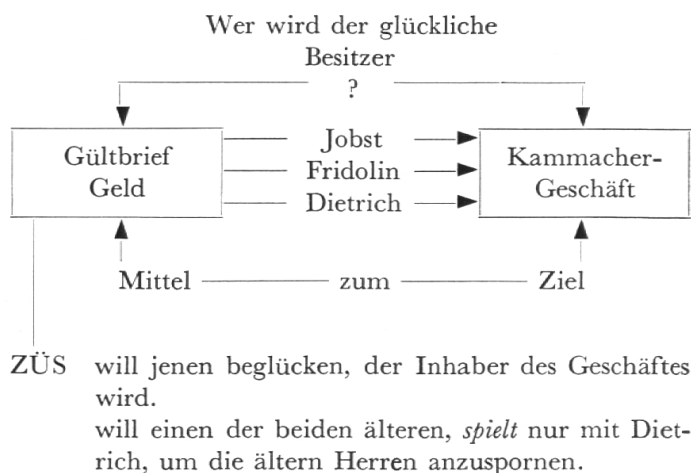 Wer wird der glückliche
Besitzer
?
Gültbrief
Geld
Jobst
Fridolin
Dietrich
Kammacher-
Geschäft
Mittel zum Ziel
ZÜS will jenen beglücken, der Inhaber des Geschäftes
wird.
will einen der beiden älteren, spielt nur mit Diet-
rich, um die ältern Herren anzuspornen.